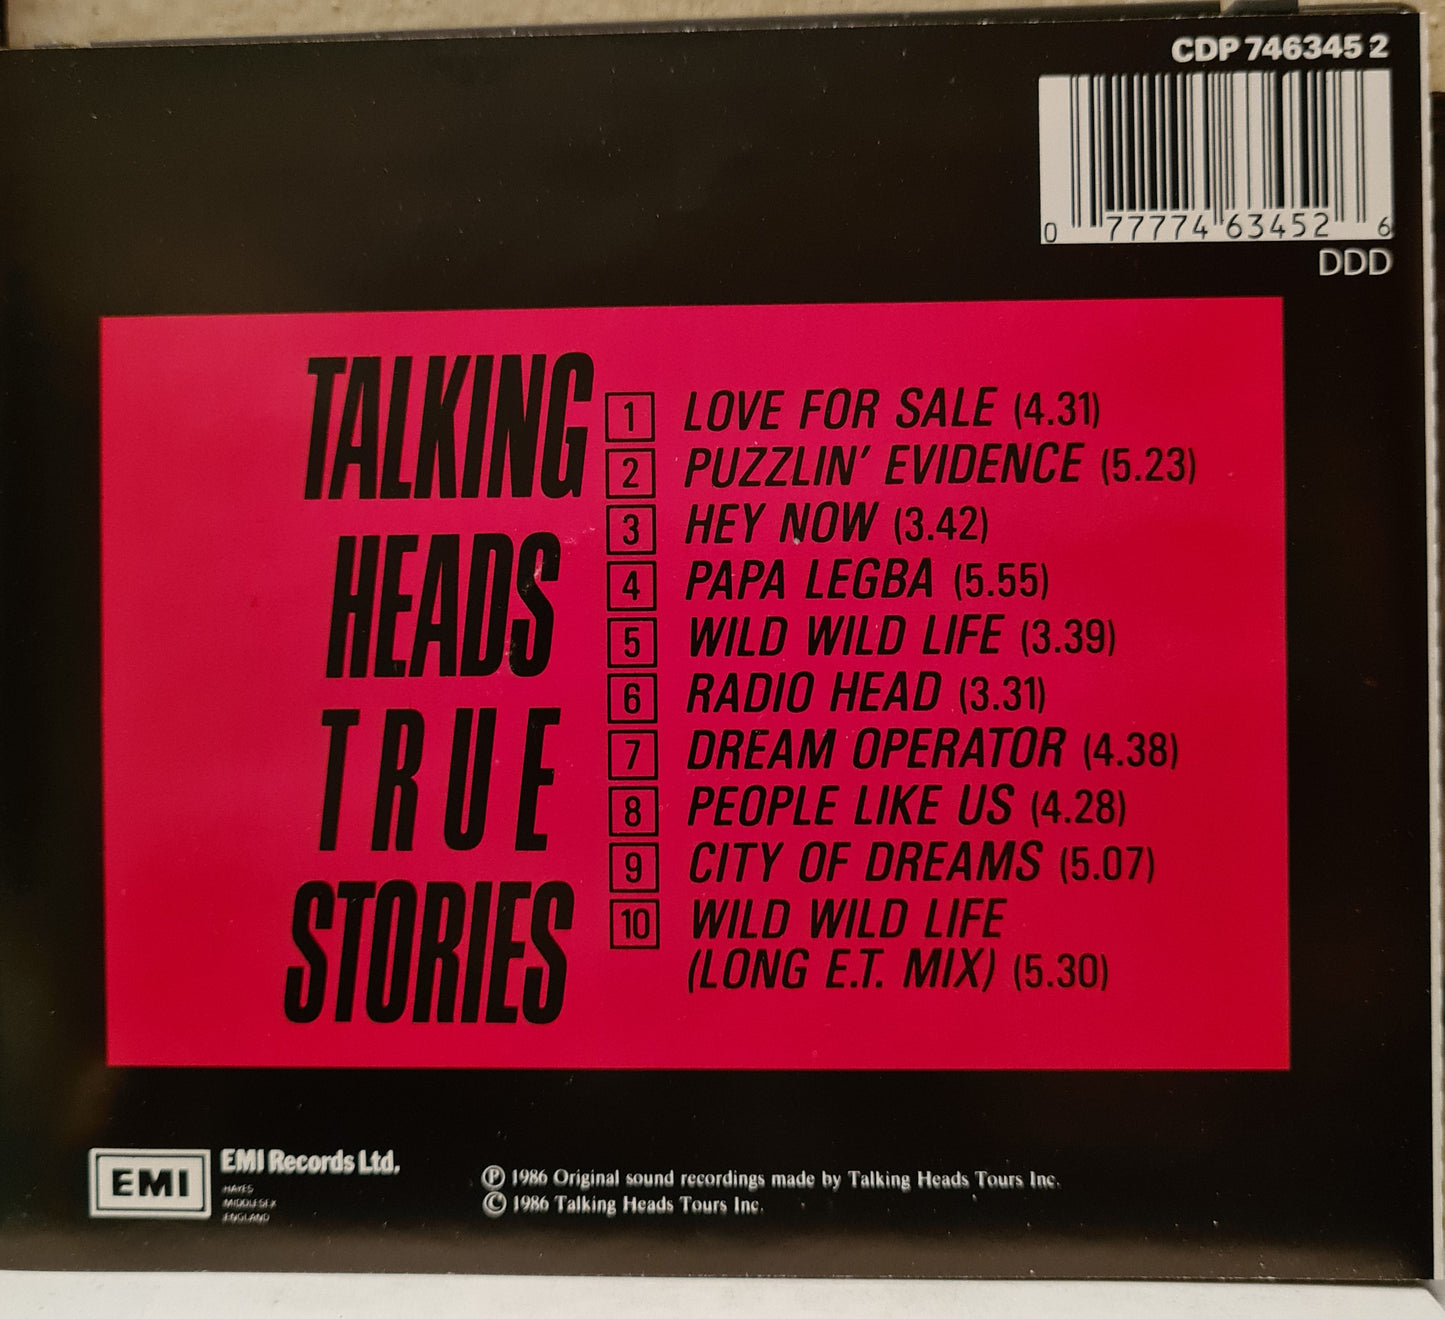 CDP 746345 2
0 77774 63452 6
DDD
TALKING
HEADS
TRUE
STORIES
1 LOVE FOR SALE (4.31)
2 PUZZLIN' EVIDENCE (5.23)
3 HEY NOW (3.42)
4 PAPA LEGBA (5.55)
5 WILD WILD LIFE (3.39)
6 RADIO HEAD (3.31)
7 DREAM OPERATOR (4.38)
8 PEOPLE LIKE US (4.28)
9 CITY OF DREAMS (5.07)
10 WILD WILD LIFE
(LONG E.T. MIX) (5.30)
EMI
EMI Records Ltd.
HAYES
MIDDLESEX
ENGLAND
℗ 1986 Original sound recordings made by Talking Heads Tours Inc.
© 1986 Talking Heads Tours Inc.